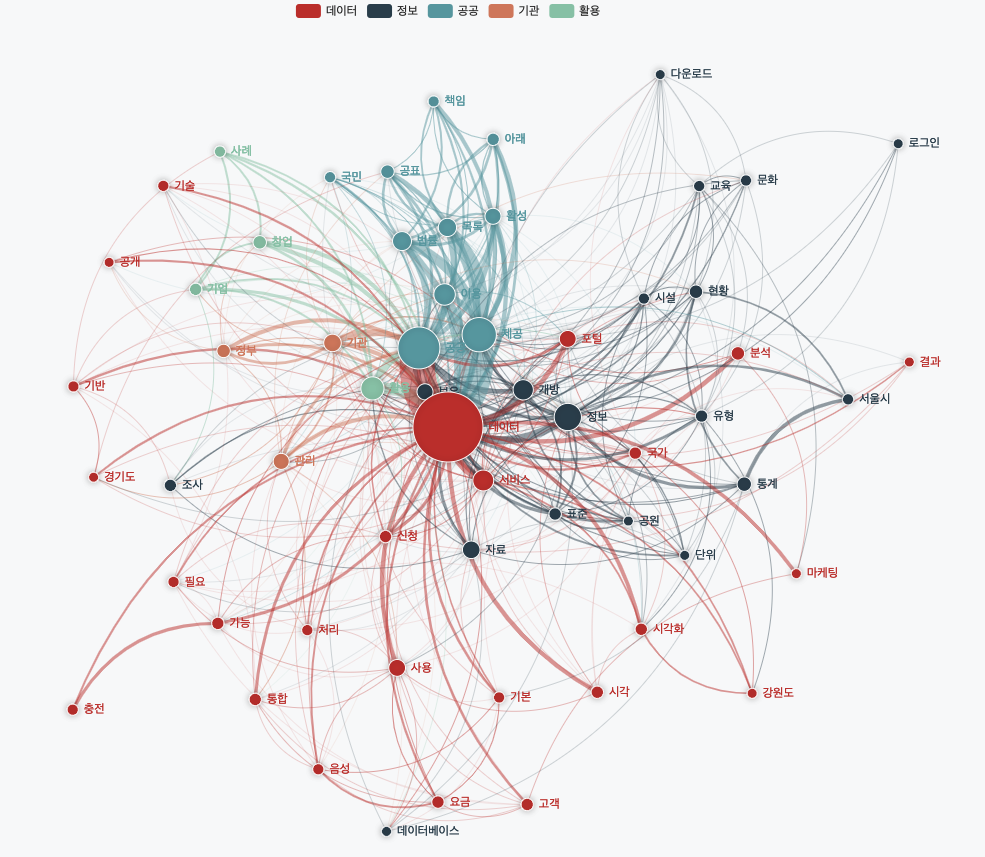 데이터 정보 공공 기관 활용
다운로드
책임
아래
로그인
사례
기술
국민
공표
교육
문화
활성
목록
법률
창업
공개
기업
이용
시설
현황
제공
포털
기관
정부
분석
결과
기반
개방
서울시
정보
유형
데이터
국가
관리
경기도
조사
서비스
통계
표준
공원
신청
자료
단위
마케팅
필요
가능
처리
시각화
사용
통합
기본
시각
강원도
충전
음성
요금
고객
데이터베이스